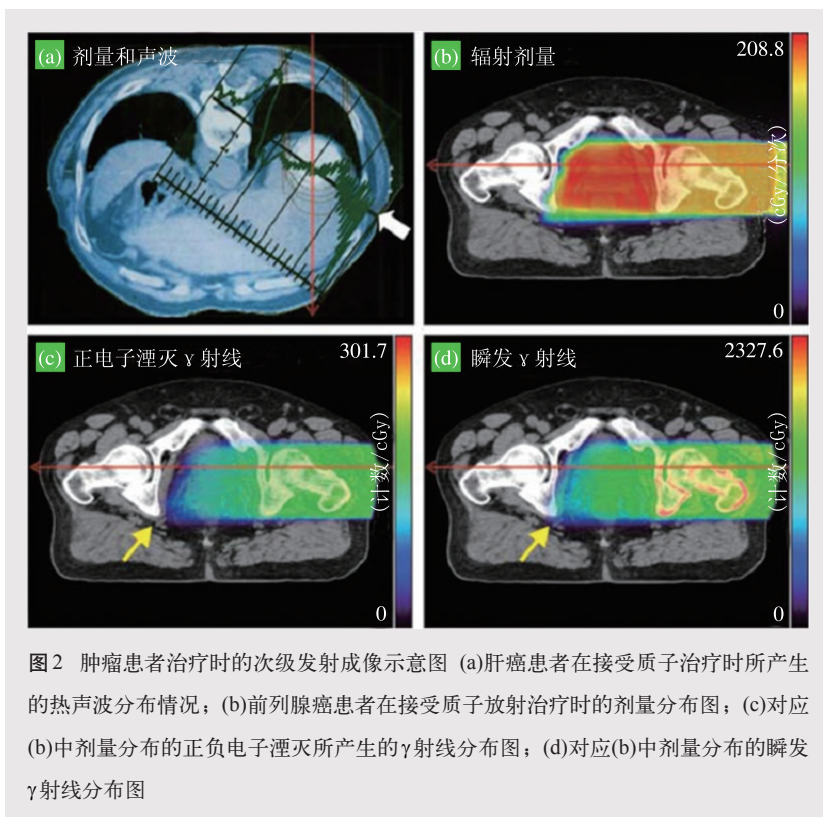 (a) 剂量和声波
(b) 辐射剂量
208.8
(cGy/分次)
0
(c) 正电子湮灭γ射线
301.7
(计数/cGy)
0
(d) 瞬发γ射线
2327.6
(计数/cGy)
0
图2 肿瘤患者治疗时的次级发射成像示意图 (a)肝癌患者在接受质子治疗时所产生
的热声波分布情况；(b)前列腺癌患者在接受质子放射治疗时的剂量分布图；(c)对应
(b)中剂量分布的正负电子湮灭所产生的γ射线分布图；(d)对应(b)中剂量分布的瞬发
γ射线分布图